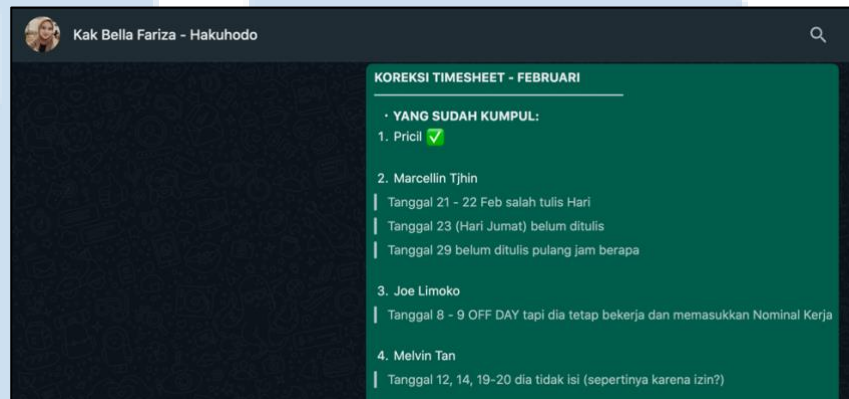 Kak Bella Fariza - Hakuhodo
KOREKSI TIMESHEET - FEBRUARI
• YANG SUDAH KUMPUL:
1. Pricil ✅
2. Marcellin Tjhin
Tanggal 21 - 22 Feb salah tulis Hari
Tanggal 23 (Hari Jumat) belum ditulis
Tanggal 29 belum ditulis pulang jam berapa
3. Joe Limoko
Tanggal 8 - 9 OFF DAY tapi dia tetap bekerja dan memasukkan Nominal Kerja
4. Melvin Tan
Tanggal 12, 14, 19-20 dia tidak isi (sepertinya karena izin?)